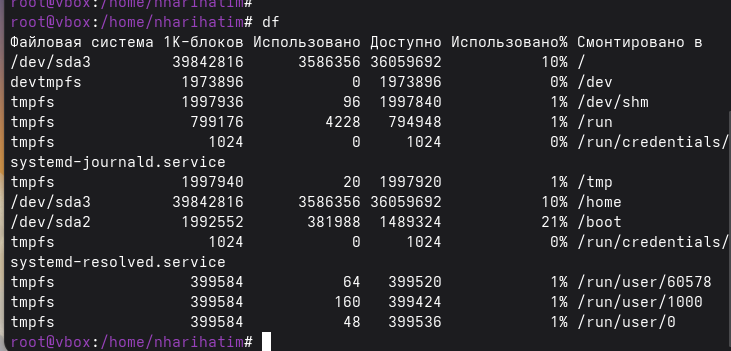 root@vbox:/home/nharihatim#
root@vbox:/home/nharihatim# df
Файловая система 1K-блоков Использовано Доступно Использовано% Смонтировано в
/dev/sda3 39842816 3586356 36059692 10% /
devtmpfs 1973896 0 1973896 0% /dev
tmpfs 1997936 96 1997840 1% /dev/shm
tmpfs 799176 4228 794948 1% /run
tmpfs 1024 0 1024 0% /run/credentials/
systemd-journald.service
tmpfs 1997940 20 1997920 1% /tmp
/dev/sda3 39842816 3586356 36059692 10% /home
/dev/sda2 1992552 381988 1489324 21% /boot
tmpfs 1024 0 1024 0% /run/credentials/
systemd-resolved.service
tmpfs 399584 64 399520 1% /run/user/60578
tmpfs 399584 160 399424 1% /run/user/1000
tmpfs 399584 48 399536 1% /run/user/0
root@vbox:/home/nharihatim#